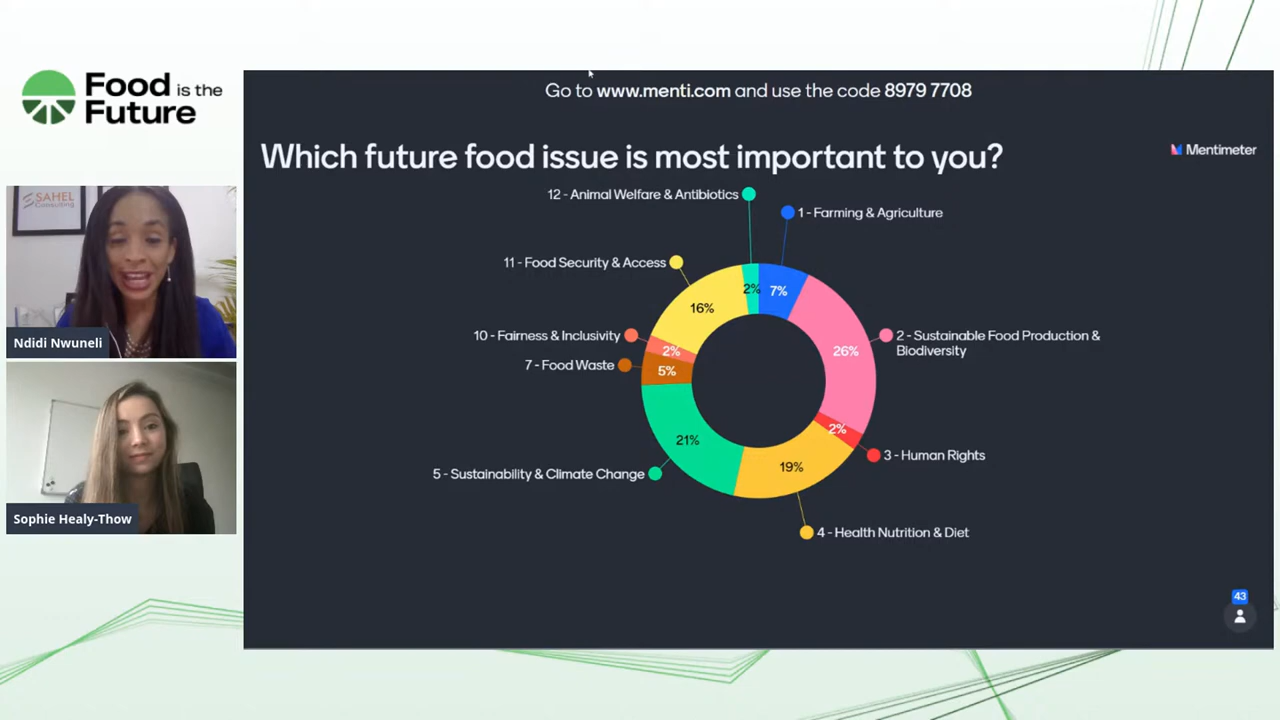 Go to www.menti.com and use the code 8979 7708
Food is the
Future
Which future food issue is most important to you?
Mentimeter
12 - Animal Welfare & Antibiotics
1 - Farming & Agriculture
11 - Food Security & Access
2%
7%
16%
10 - Fairness & Inclusivity
2 - Sustainable Food Production &
Biodiversity
2%
26%
7 - Food Waste
5%
2%
21%
3 - Human Rights
19%
5 - Sustainability & Climate Change
4 - Health Nutrition & Diet
43
SAHEL
Consulting
Ndidi Nwuneli
Sophie Healy-Thow